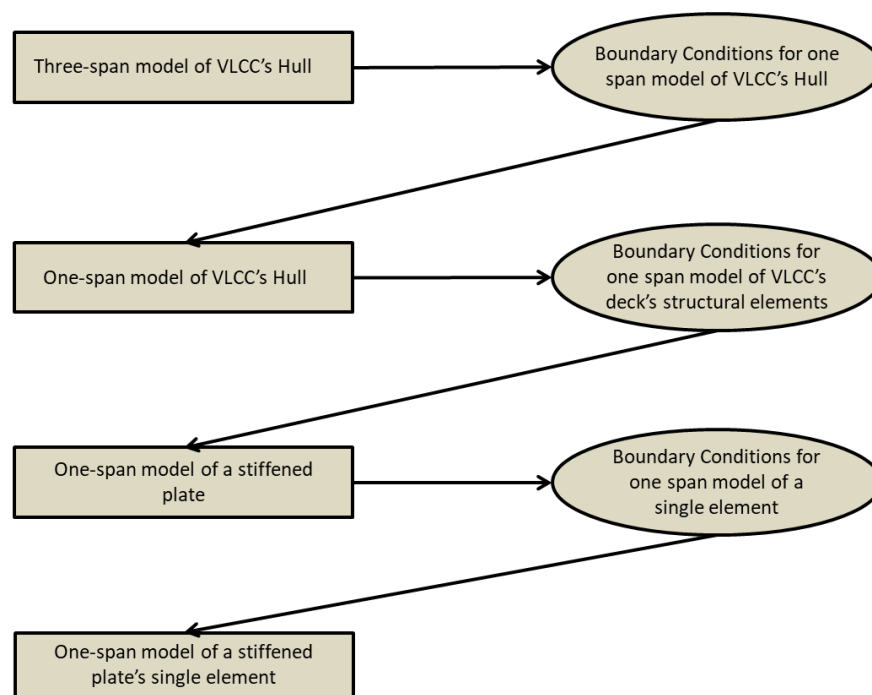 Three-span model of VLCC's Hull
Boundary Conditions for one
span model of VLCC's Hull
One-span model of VLCC's Hull
Boundary Conditions for
one span model of VLCC's
deck's structural elements
One-span model of a stiffened
plate
Boundary Conditions for
one span model of a
single element
One-span model of a stiffened
plate's single element